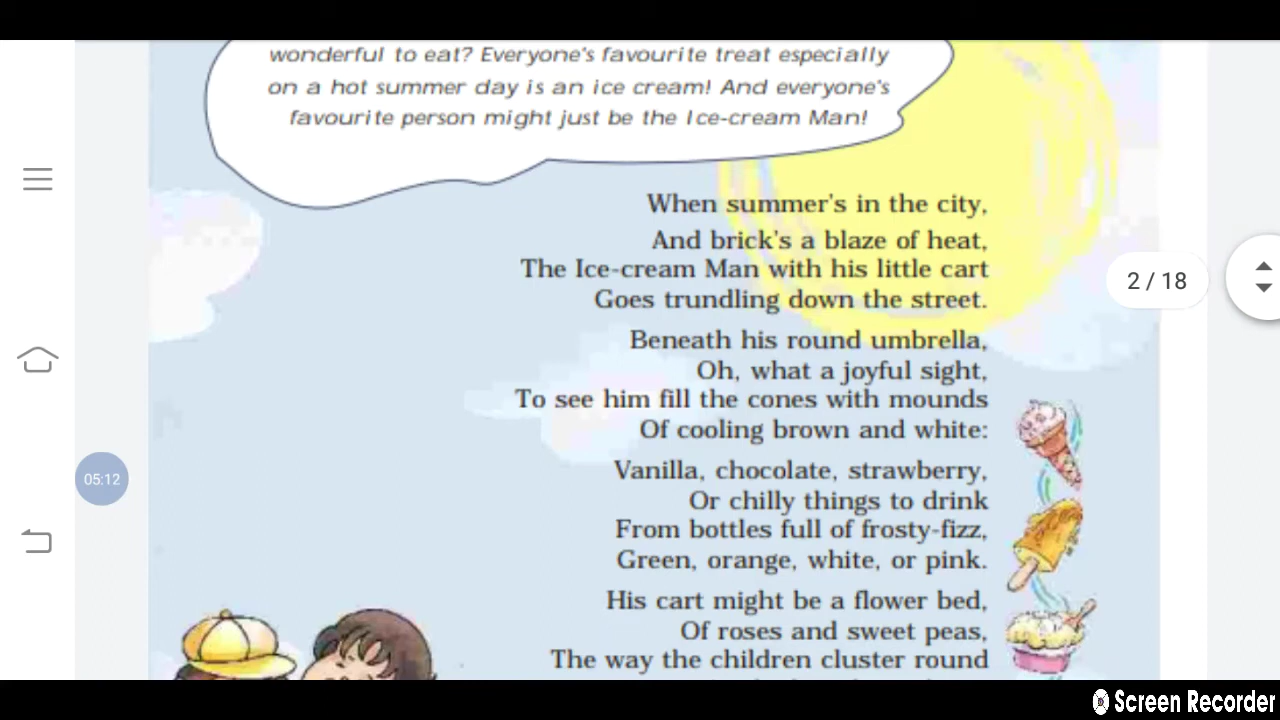 wonderful to eat? Everyone's favourite treat especially
on a hot summer day is an ice cream! And everyone's
favourite person might just be the Ice-cream Man!
When summer's in the city,
And brick's a blaze of heat,
The Ice-cream Man with his little cart
Goes trundling down the street.
2 / 18
Beneath his round umbrella,
Oh, what a joyful sight,
To see him fill the cones with mounds
Of cooling brown and white:
Vanilla, chocolate, strawberry,
05:12
Or chilly things to drink
From bottles full of frosty-fizz,
Green, orange, white, or pink.
His cart might be a flower bed,
Of roses and sweet peas,
The way the children cluster round
Screen Recorder